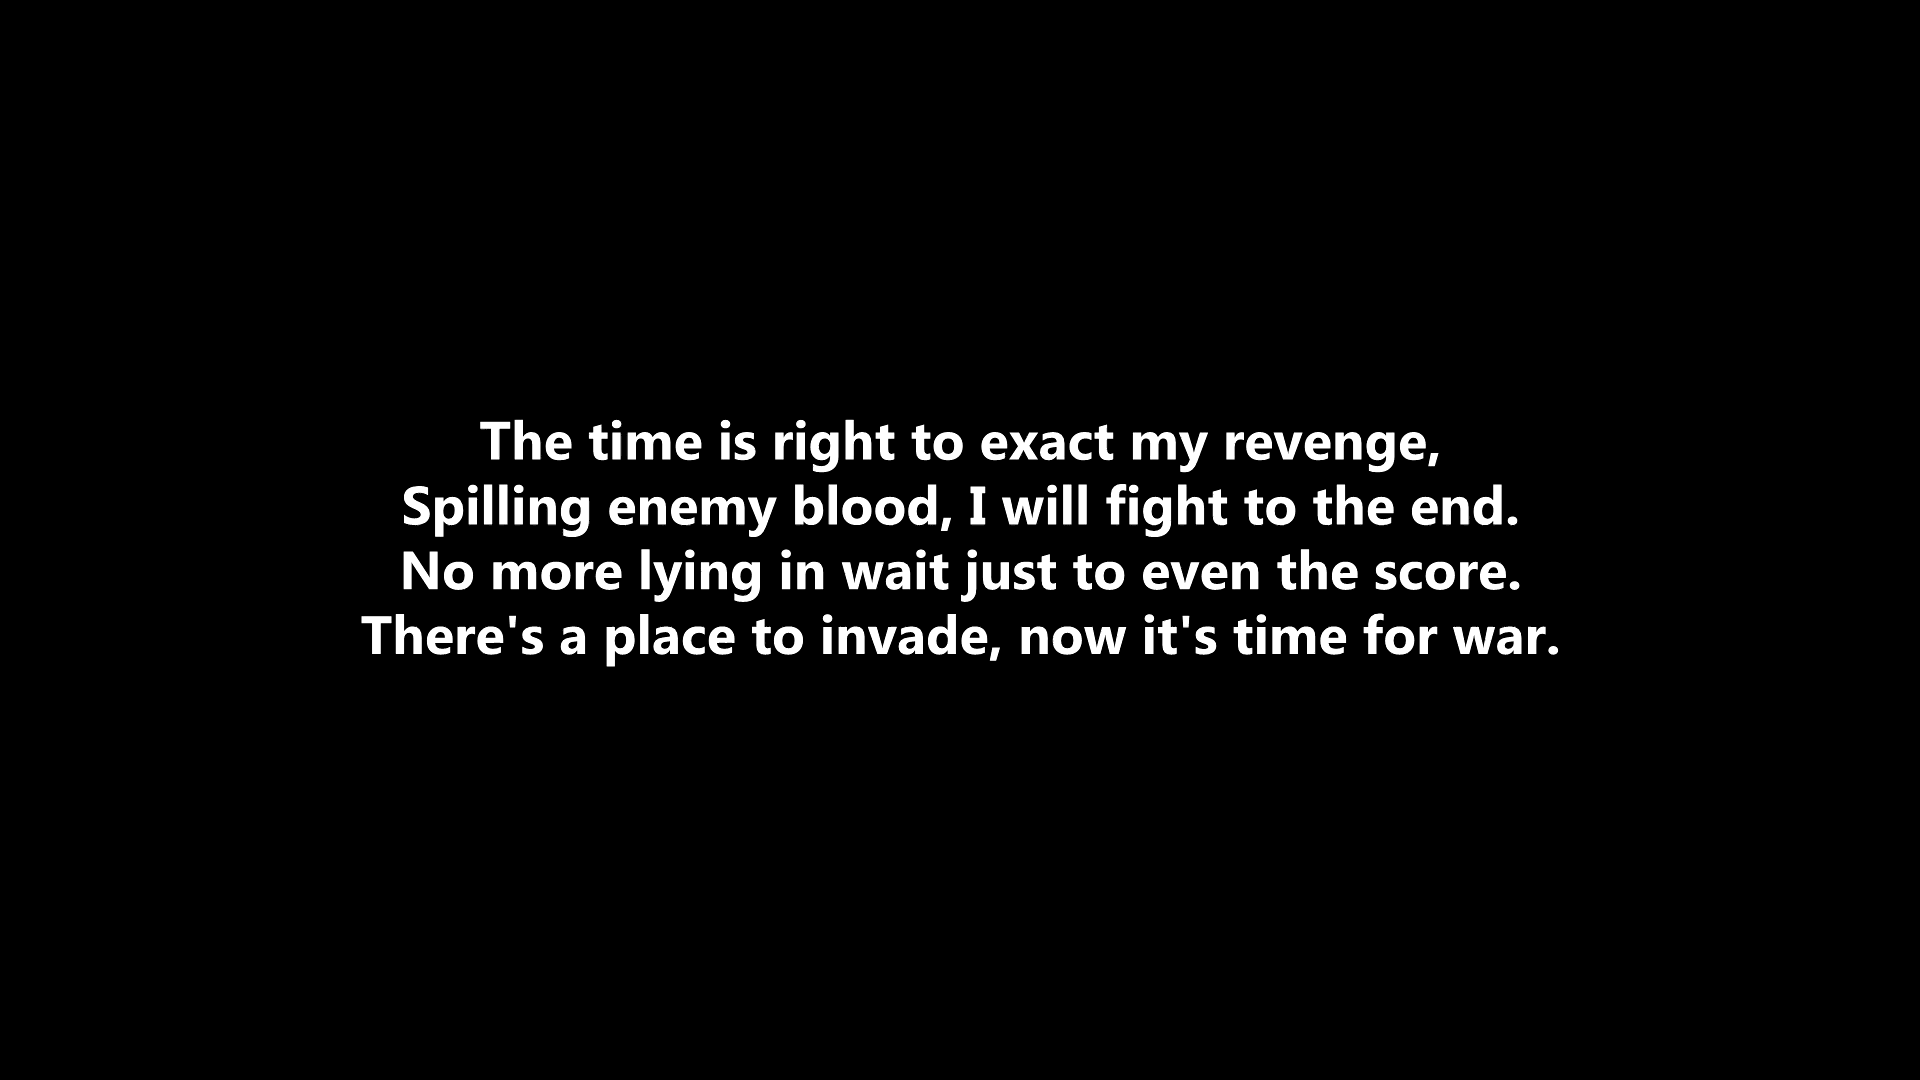 The time is right to exact my revenge,
Spilling enemy blood, I will fight to the end.
No more lying in wait just to even the score.
There's a place to invade, now it's time for war.